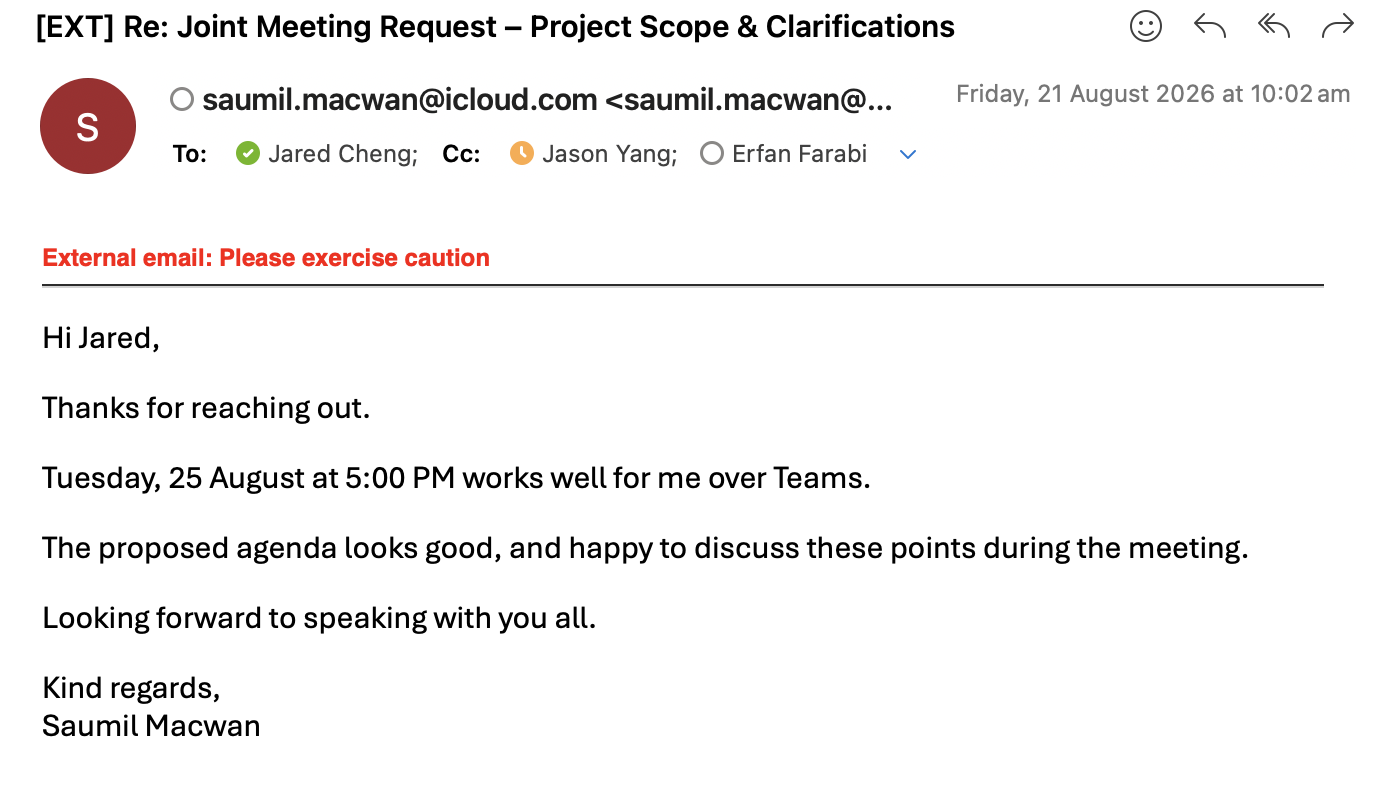 [EXT] Re: Joint Meeting Request – Project Scope & Clarifications
S
saumil.macwan@icloud.com <saumil.macwan@...
Friday, 21 August 2026 at 10:02 am
To: Jared Cheng; Cc: Jason Yang; Erfan Farabi
External email: Please exercise caution
Hi Jared,
Thanks for reaching out.
Tuesday, 25 August at 5:00 PM works well for me over Teams.
The proposed agenda looks good, and happy to discuss these points during the meeting.
Looking forward to speaking with you all.
Kind regards,
Saumil Macwan